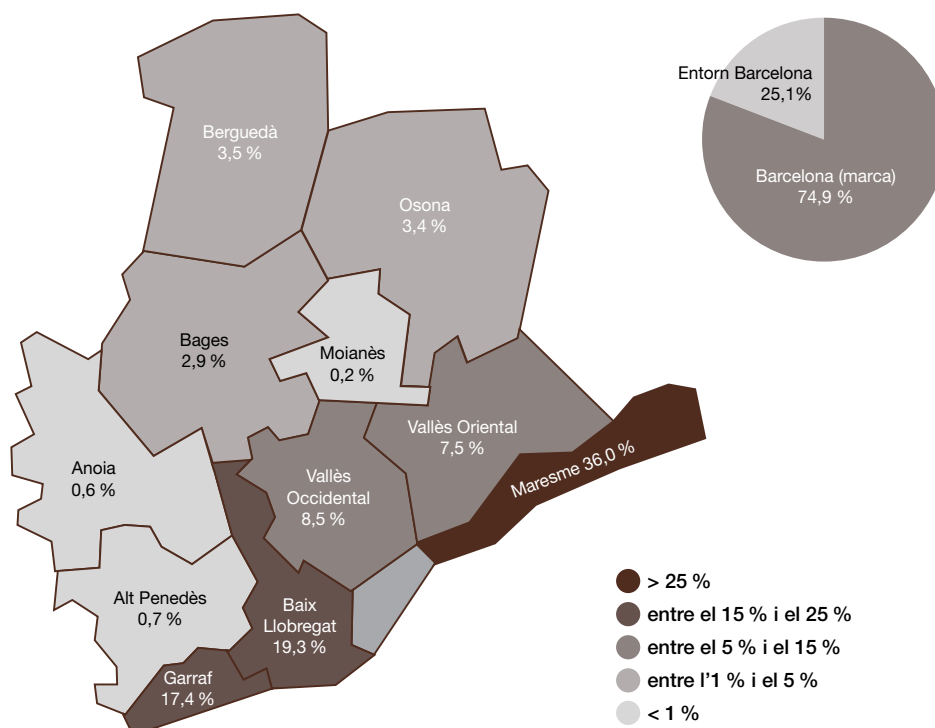 Entorn Barcelona
25,1%
Barcelona (marca)
74,9 %
Berguedà
3,5 %
Osona
3,4 %
Bages
2,9 %
Moianès
0,2 %
Vallès Oriental
7,5 %
Maresme 36,0 %
Anoia
0,6 %
Vallès
Occidental
8,5 %
Alt Penedès
0,7 %
Baix
Llobregat
19,3 %
Garraf
17,4 %
> 25 %
entre el 15 % i el 25 %
entre el 5 % i el 15 %
entre l'1 % i el 5 %
< 1 %